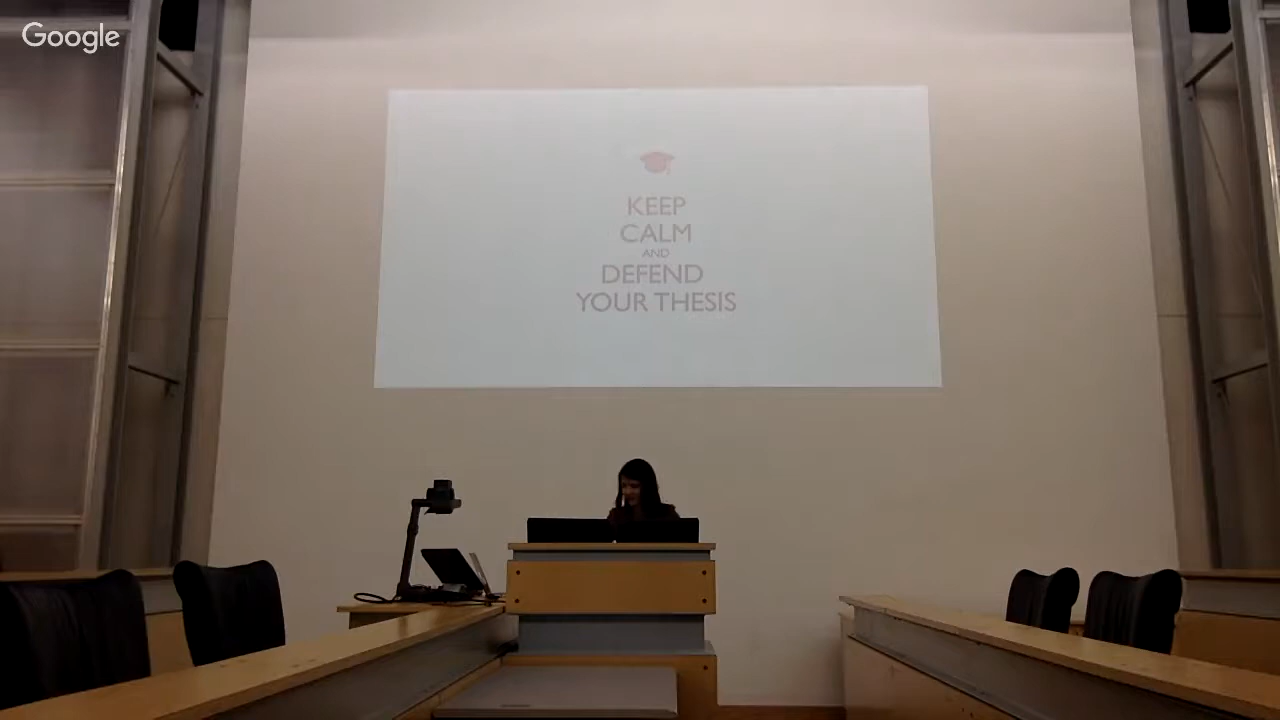 Google
KEEP
CALM
AND
DEFEND
YOUR THESIS